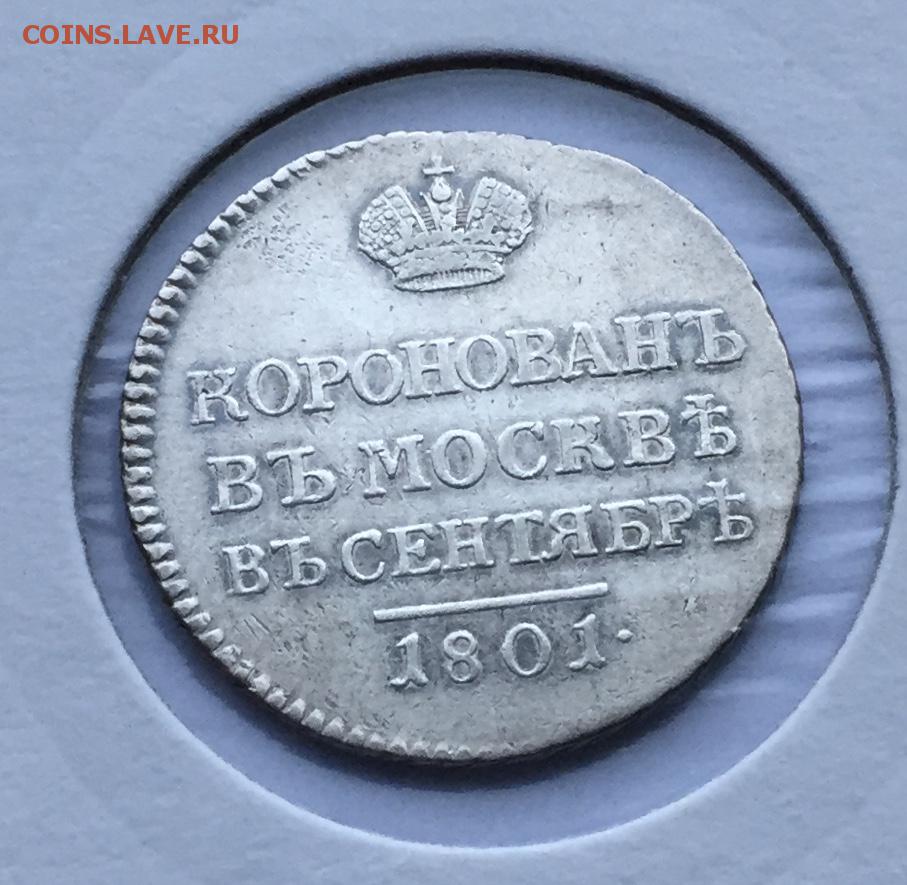 COINS.LAVE.RU
КОРОНОВАНЪ
ВЪ МОСКВѢ
ВЪ СЕНТЯБРѢ
1801.